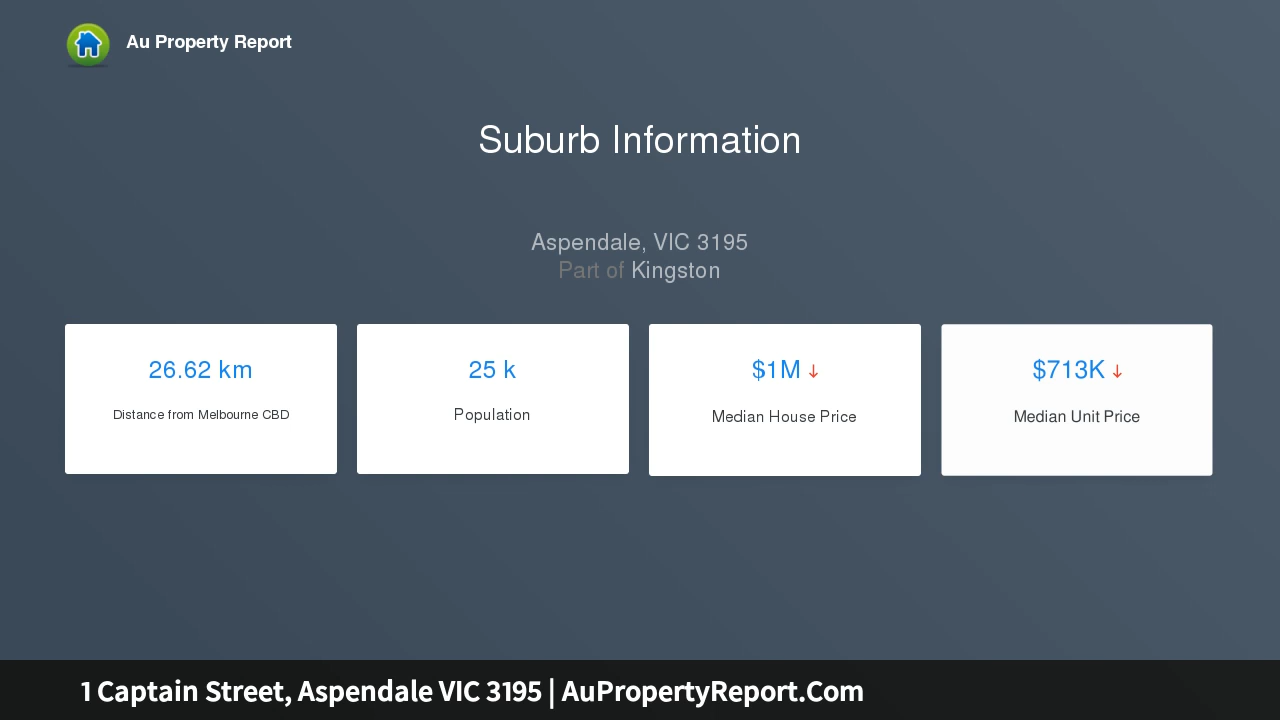 Au Property Report
Suburb Information
Aspendale, VIC 3195
Part of Kingston
26.62 km
Distance from Melbourne CBD
25 k
Population
$1M ↓
Median House Price
$713K ↓
Median Unit Price
1 Captain Street, Aspendale VIC 3195 | AuPropertyReport.Com